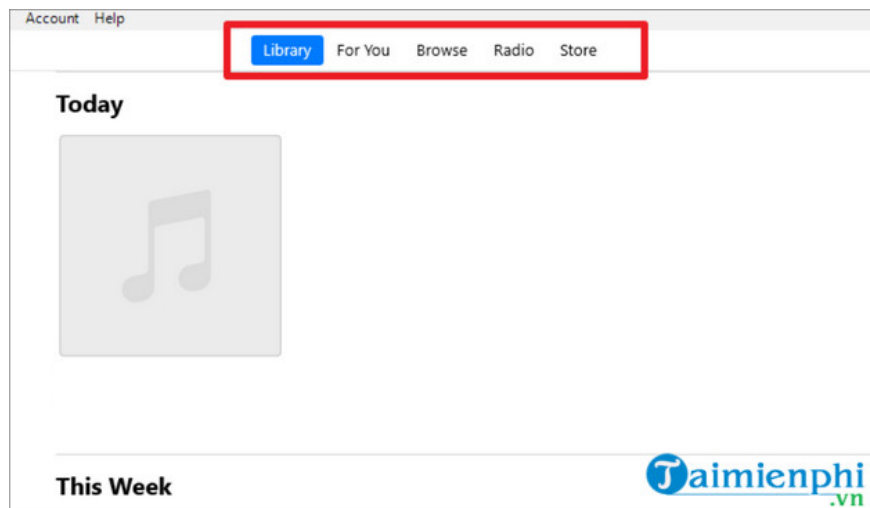 Account Help
Library For You Browse Radio Store
Today
This Week
Taimienphi
.vn